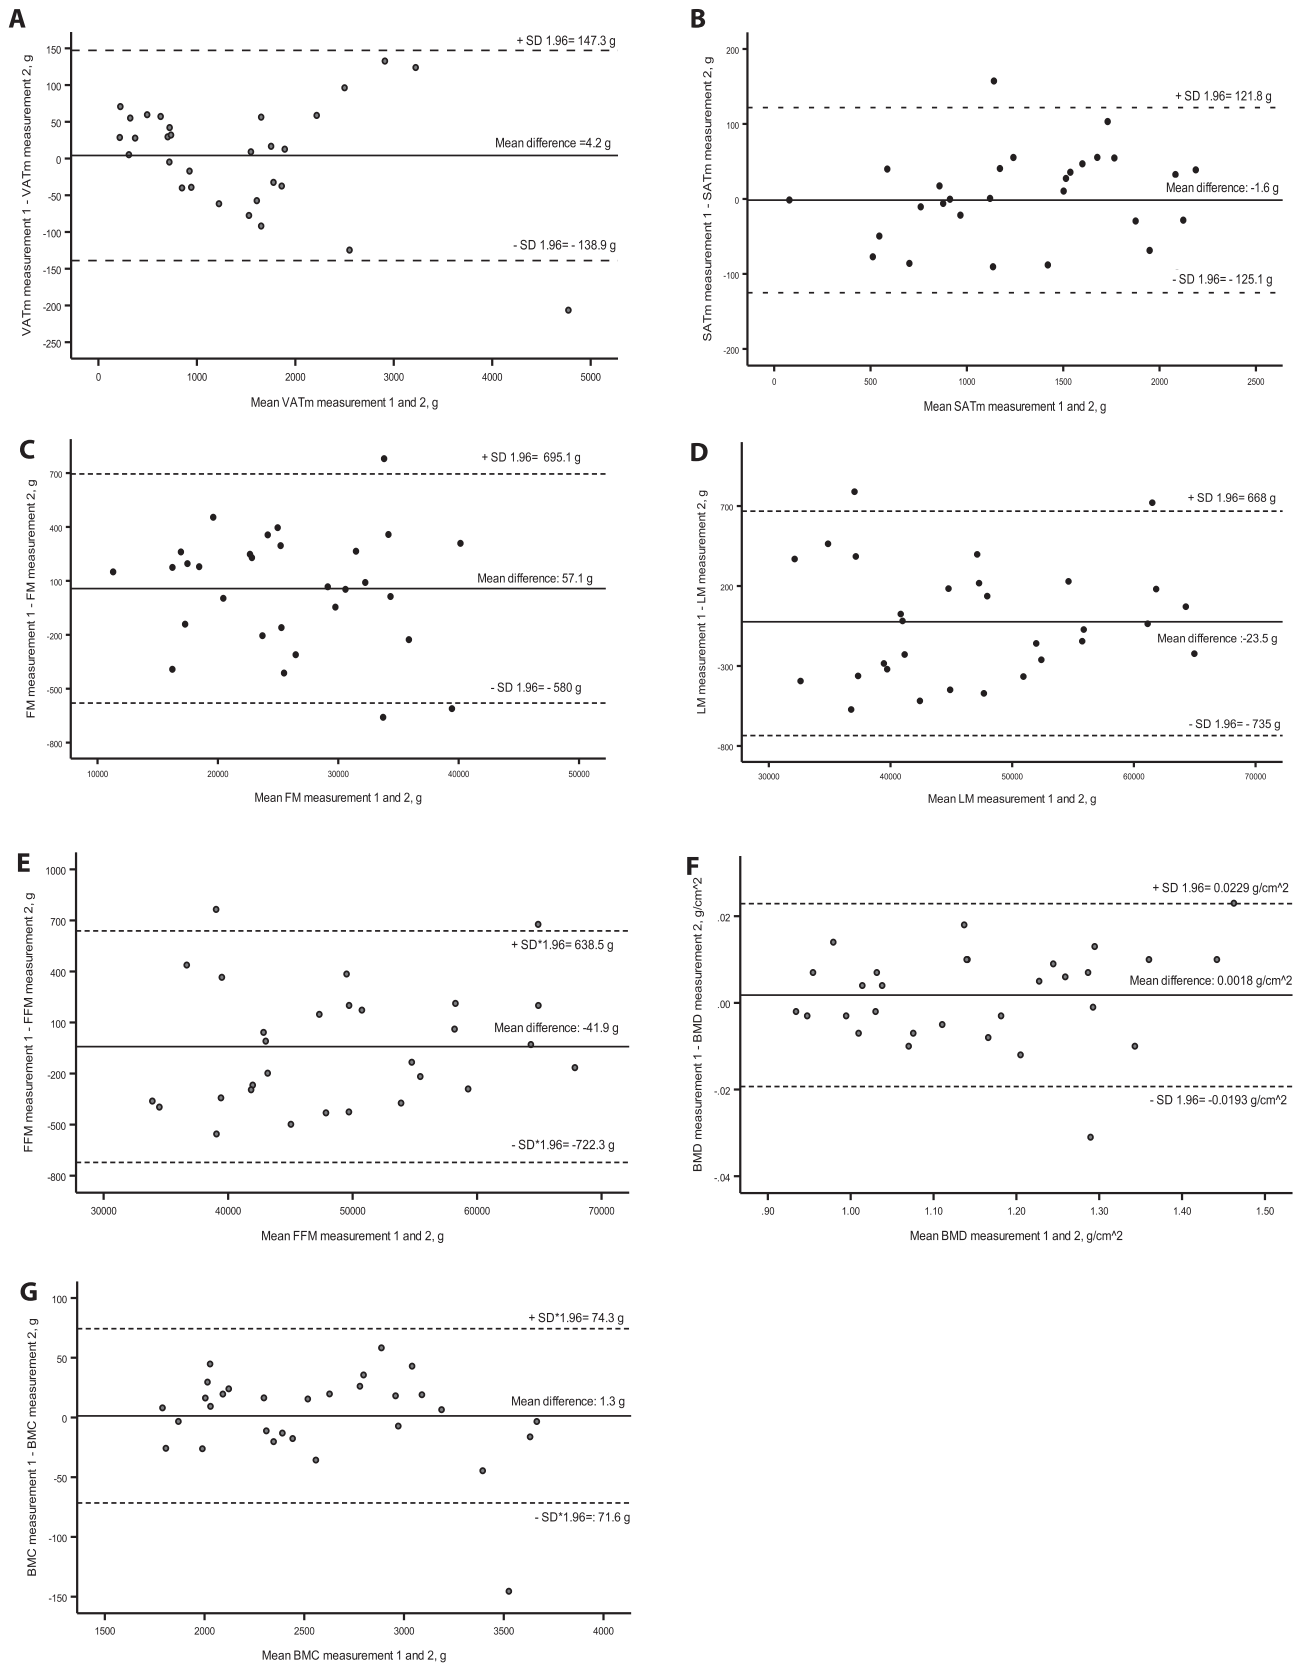 A
VATm measurement 1 - VATm measurement 2, g
150
100
50
0
-50
-100
-150
-200
-250
+ SD 1.96= 147.3 g
Mean difference =4.2 g
- SD 1.96= - 138.9 g
0 1000 2000 3000 4000 5000
Mean VATm measurement 1 and 2, g
B
SATm measurement 1 - SATm measurement 2, g
200
100
0
-100
-200
+ SD 1.96= 121.8 g
Mean difference: -1.6 g
- SD 1.96= - 125.1 g
0 500 1000 1500 2000 2500
Mean SATm measurement 1 and 2, g
C
FM measurement 1 - FM measurement 2, g
700
400
100
-200
-500
-800
+ SD 1.96= 695.1 g
Mean difference: 57.1 g
- SD 1.96= - 580 g
10000 20000 30000 40000 50000
Mean FM measurement 1 and 2, g
D
LM measurement 1 - LM measurement 2, g
700
200
-300
-800
+ SD 1.96= 668 g
Mean difference :-23.5 g
- SD 1.96= - 735 g
30000 40000 50000 60000 70000
Mean LM measurement 1 and 2, g
E
FFM measurement 1 - FFM measurement 2, g
1000
700
400
100
-200
-500
-800
+ SD*1.96= 638.5 g
Mean difference: -41.9 g
- SD*1.96= -722.3 g
30000 40000 50000 60000 70000
Mean FFM measurement 1 and 2, g
F
BMD measurement 1 - BMD measurement 2, g/cm^2
.02
.00
-.02
-.04
+ SD 1.96= 0.0229 g/cm^2
Mean difference: 0.0018 g/cm^2
- SD 1.96= -0.0193 g/cm^2
.90 1.00 1.10 1.20 1.30 1.40 1.50
Mean BMD measurement 1 and 2, g/cm^2
G
BMC measurement 1 - BMC measurement 2, g
100
50
0
-50
-100
-150
+ SD*1.96= 74.3 g
Mean difference: 1.3 g
- SD*1.96=: 71.6 g
1500 2000 2500 3000 3500 4000
Mean BMC measurement 1 and 2, g